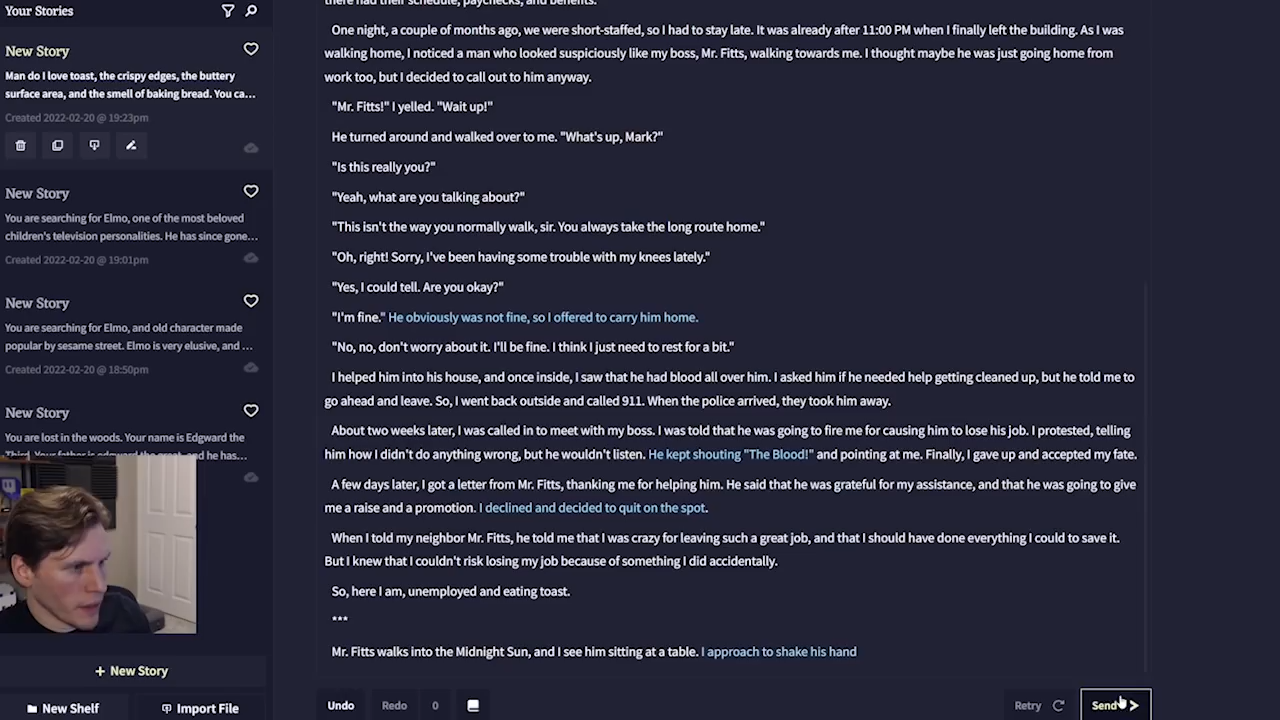 Your Stories
New Story
Man do I love toast, the crispy edges, the buttery
surface area, and the smell of baking bread. You ca...
Created 2022-02-20 @ 19:23pm
New Story
You are searching for Elmo, one of the most beloved
children's television personalities. He has since gone...
Created 2022-02-20 @ 19:01pm
New Story
You are searching for Elmo, and old character made
popular by sesame street. Elmo is very elusive, and ...
Created 2022-02-20 @ 18:50pm
New Story
You are lost in the woods. Your name is Edgward the
Third. Your father is edgward the great, and he has...
+ New Story
New Shelf
Import File
there had their schedule, paychecks, and benefits.
One night, a couple of months ago, we were short-staffed, so I had to stay late. It was already after 11:00 PM when I finally left the building. As I was
walking home, I noticed a man who looked suspiciously like my boss, Mr. Fitts, walking towards me. I thought maybe he was just going home from
work too, but I decided to call out to him anyway.
"Mr. Fitts!" I yelled. "Wait up!"
He turned around and walked over to me. "What's up, Mark?"
"Is this really you?"
"Yeah, what are you talking about?"
"This isn't the way you normally walk, sir. You always take the long route home."
"Oh, right! Sorry, I've been having some trouble with my knees lately."
"Yes, I could tell. Are you okay?"
"I'm fine." He obviously was not fine, so I offered to carry him home.
"No, no, don't worry about it. I'll be fine. I think I just need to rest for a bit."
I helped him into his house, and once inside, I saw that he had blood all over him. I asked him if he needed help getting cleaned up, but he told me to
go ahead and leave. So, I went back outside and called 911. When the police arrived, they took him away.
About two weeks later, I was called in to meet with my boss. I was told that he was going to fire me for causing him to lose his job. I protested, telling
him how I didn't do anything wrong, but he wouldn't listen. He kept shouting "The Blood!" and pointing at me. Finally, I gave up and accepted my fate.
A few days later, I got a letter from Mr. Fitts, thanking me for helping him. He said that he was grateful for my assistance, and that he was going to give
me a raise and a promotion. I declined and decided to quit on the spot.
When I told my neighbor Mr. Fitts, he told me that I was crazy for leaving such a great job, and that I should have done everything I could to save it.
But I knew that I couldn't risk losing my job because of something I did accidentally.
So, here I am, unemployed and eating toast.
***
Mr. Fitts walks into the Midnight Sun, and I see him sitting at a table. I approach to shake his hand
Undo
Redo
0
Retry
Send >